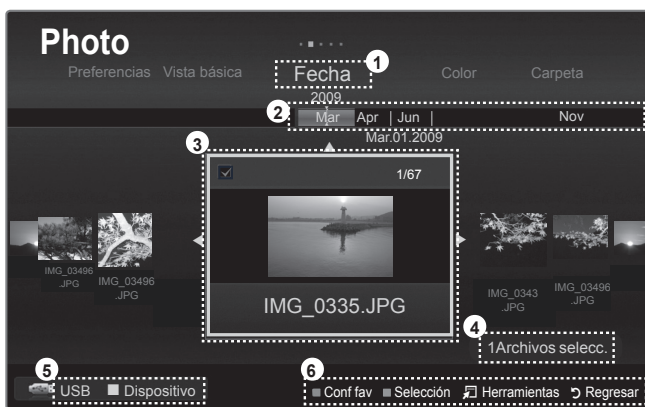 Photo
Preferencias Vista básica Fecha Color Carpeta
1
2009
2
Mar Apr Jun Nov
Mar.01.2009
3
1/67
IMG_03496
.JPG
IMG_03496
.JPG
IMG_0335.JPG
IMG_0343
.JPG
IMG_03496
.JPG
4
1Archivos selecc.
5
USB Dispositivo
6
Conf fav Selección Herramientas Regresar